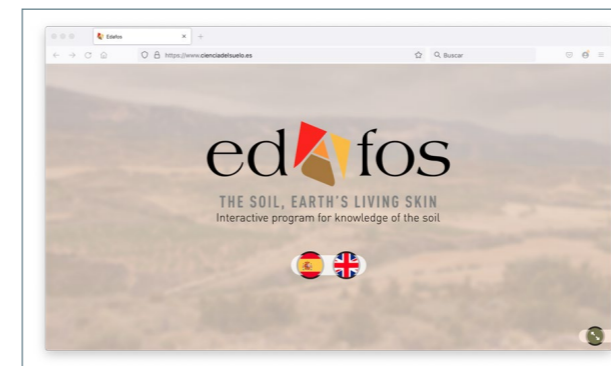 Edafos
https://www.cienciadelsuelo.es
Buscar
edafos
THE SOIL, EARTH'S LIVING SKIN
Interactive program for knowledge of the soil